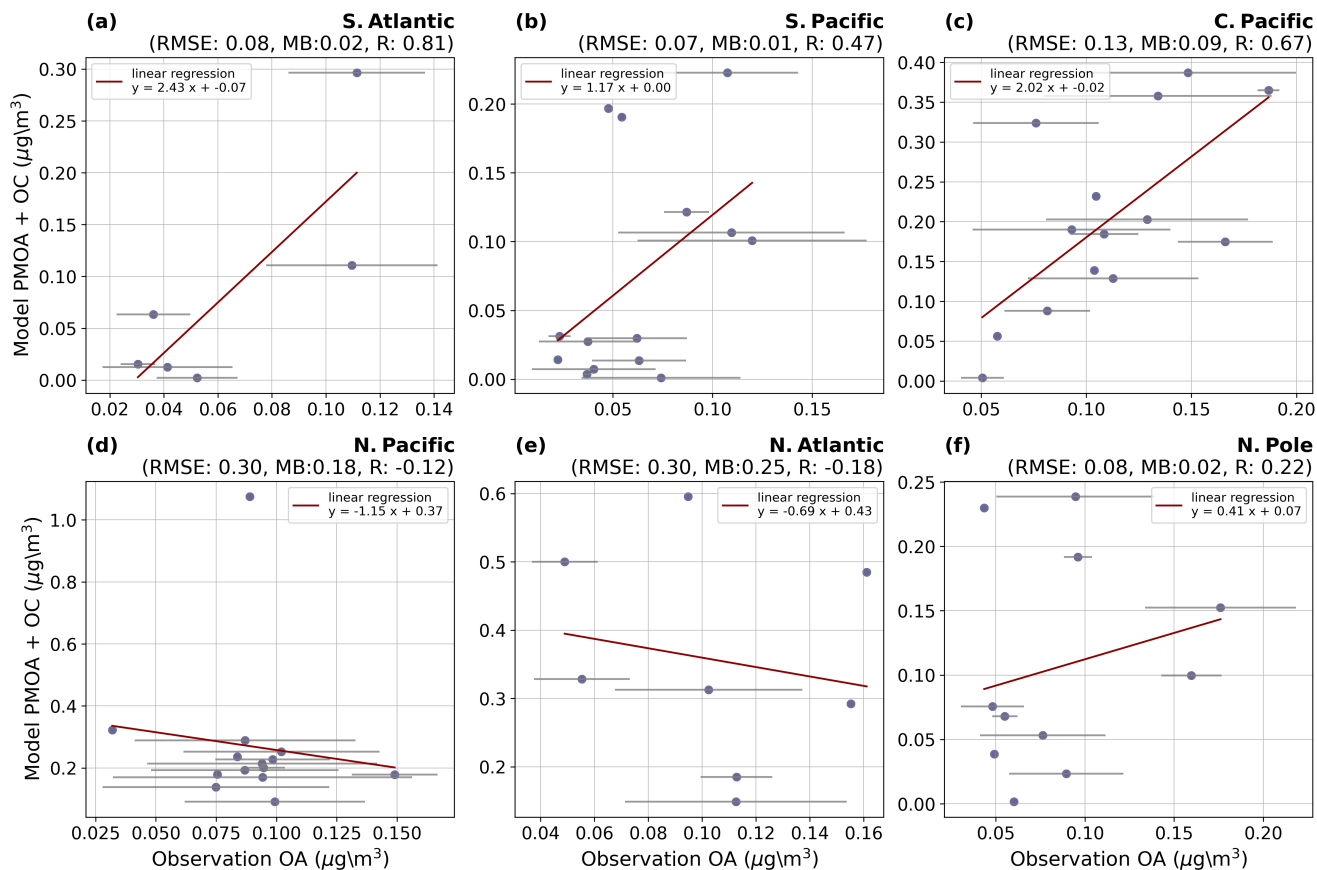 (a) S. Atlantic
(RMSE: 0.08, MB:0.02, R: 0.81)
linear regression
y = 2.43 x + -0.07
0.30
0.25
0.20
0.15
0.10
0.05
0.00
0.02 0.04 0.06 0.08 0.10 0.12 0.14
Model PMOA + OC (μg\m³)
(b) S. Pacific
(RMSE: 0.07, MB:0.01, R: 0.47)
linear regression
y = 1.17 x + 0.00
0.20
0.15
0.10
0.05
0.00
0.05 0.10 0.15
(c) C. Pacific
(RMSE: 0.13, MB:0.09, R: 0.67)
linear regression
y = 2.02 x + -0.02
0.40
0.35
0.30
0.25
0.20
0.15
0.10
0.05
0.00
0.05 0.10 0.15 0.20
(d) N. Pacific
(RMSE: 0.30, MB:0.18, R: -0.12)
linear regression
y = -1.15 x + 0.37
1.0
0.8
0.6
0.4
0.2
0.025 0.050 0.075 0.100 0.125 0.150
Model PMOA + OC (μg\m³)
Observation OA (μg\m³)
(e) N. Atlantic
(RMSE: 0.30, MB:0.25, R: -0.18)
linear regression
y = -0.69 x + 0.43
0.6
0.5
0.4
0.3
0.2
0.04 0.06 0.08 0.10 0.12 0.14 0.16
Observation OA (μg\m³)
(f) N. Pole
(RMSE: 0.08, MB:0.02, R: 0.22)
linear regression
y = 0.41 x + 0.07
0.25
0.20
0.15
0.10
0.05
0.00
0.05 0.10 0.15 0.20
Observation OA (μg\m³)